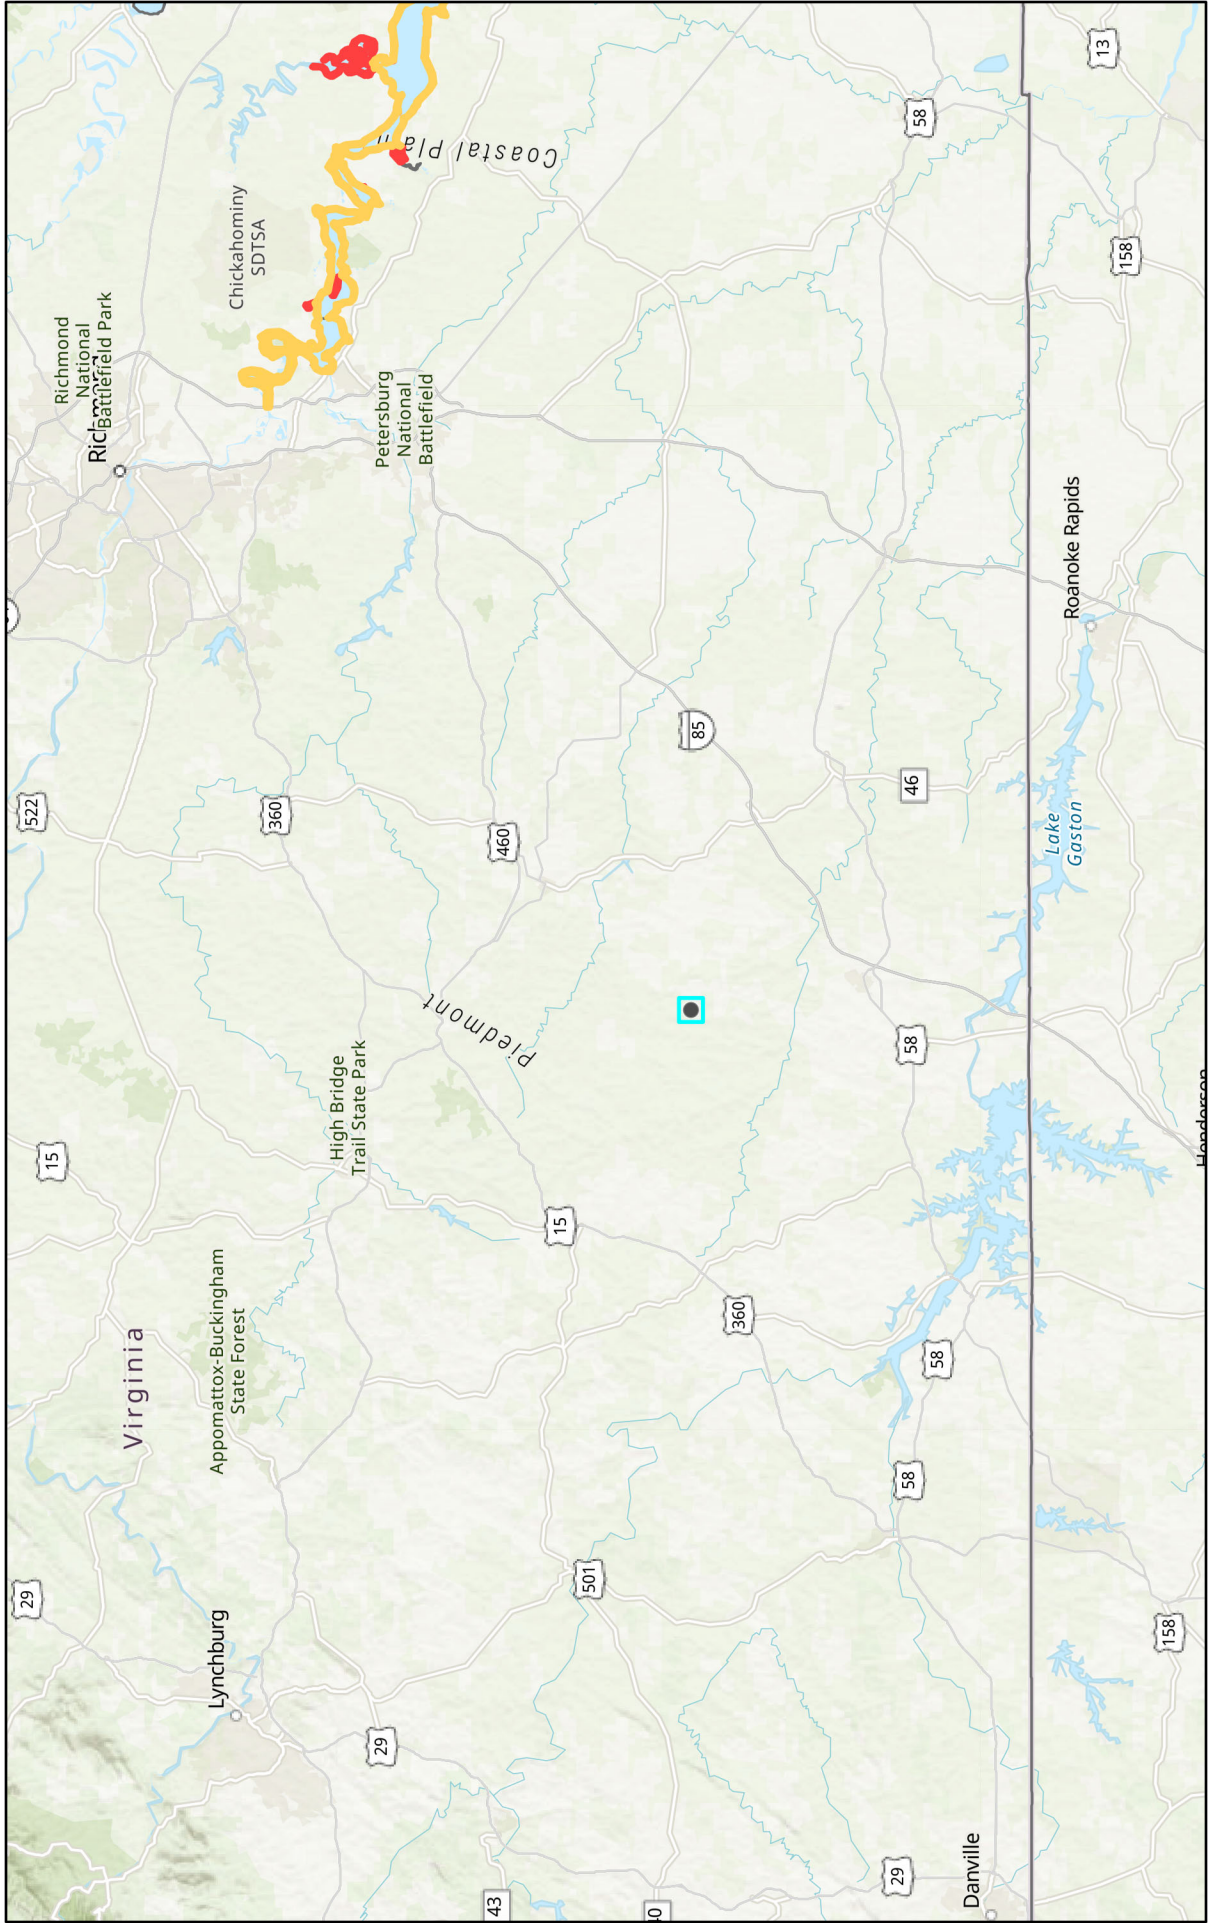 13
58
Coastal Plain
Chickahominy
SDTSA
158
Richmond
National
Battlefield Park
Richmond
Petersburg
National
Battlefield
Roanoke Rapids
85
522
360
460
46
Lake
Gaston
Piedmont
High Bridge
Trail State Park
58
15
15
Henderson
360
Appomattox-Buckingham
State Forest
Virginia
58
58
501
29
Lynchburg
158
29
29
Danville
43
40